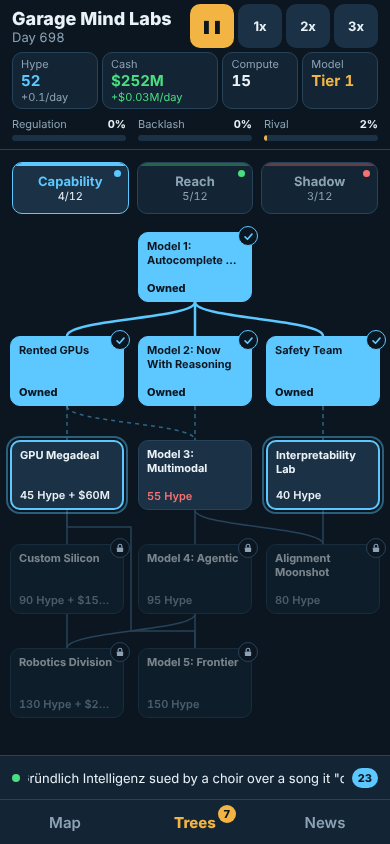 Garage Mind Labs
Day 698
1x
2x
3x
Hype
52
+0.1/day
Cash
$252M
+$0.03M/day
Compute
15
Model
Tier 1
Regulation 0%
Backlash 0%
Rival 2%
Capability
4/12
Reach
5/12
Shadow
3/12
Model 1:
Autocomplete ...
Owned
Rented GPUs
Owned
Model 2: Now
With Reasoning
Owned
Safety Team
Owned
GPU Megadeal
45 Hype + $60M
Model 3:
Multimodal
55 Hype
Interpretability
Lab
40 Hype
Custom Silicon
90 Hype + $15...
Model 4: Agentic
95 Hype
Alignment
Moonshot
80 Hype
Robotics Division
130 Hype + $2...
Model 5: Frontier
150 Hype
ründlich Intelligenz sued by a choir over a song it "c
23
Map
Trees
7
News